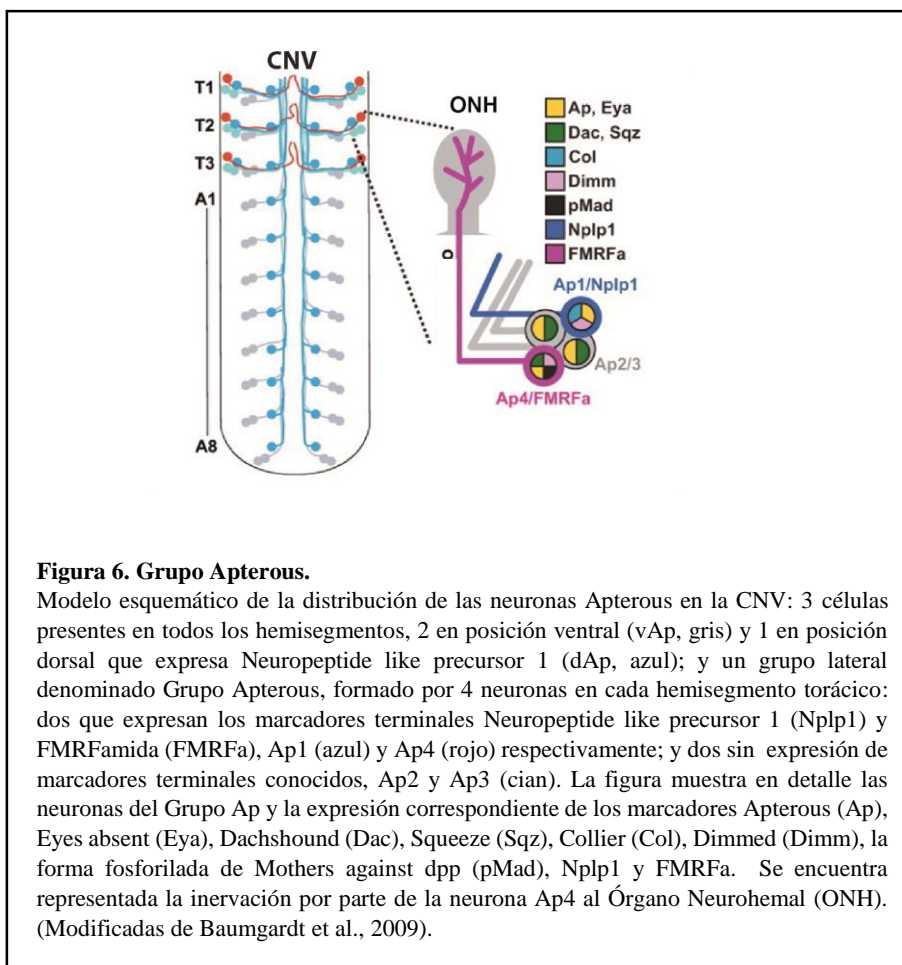 CNV
T1
T2
T3
A1
A8
ONH
Ap, Eya
Dac, Sqz
Col
Dimm
pMad
Nplp1
FMRFa
Ap1/Nplp1
Ap2/3
Ap4/FMRFa
Figura 6. Grupo Apterous.
Modelo esquemático de la distribución de las neuronas Apterous en la CNV: 3 células
presentes en todos los hemisegmentos, 2 en posición ventral (vAp, gris) y 1 en posición
dorsal que expresa Neuropeptide like precursor 1 (dAp, azul); y un grupo lateral
denominado Grupo Apterous, formado por 4 neuronas en cada hemisegmento torácico:
dos que expresan los marcadores terminales Neuropeptide like precursor 1 (Nplp1) y
FMRFamida (FMRFa), Ap1 (azul) y Ap4 (rojo) respectivamente; y dos sin expresión de
marcadores terminales conocidos, Ap2 y Ap3 (cian). La figura muestra en detalle las
neuronas del Grupo Ap y la expresión correspondiente de los marcadores Apterous (Ap),
Eyes absent (Eya), Dachshound (Dac), Squeeze (Sqz), Collier (Col), Dimmed (Dimm), la
forma fosforilada de Mothers against dpp (pMad), Nplp1 y FMRFa. Se encuentra
representada la inervación por parte de la neurona Ap4 al Órgano Neurohemal (ONH).
(Modificadas de Baumgardt et al., 2009).